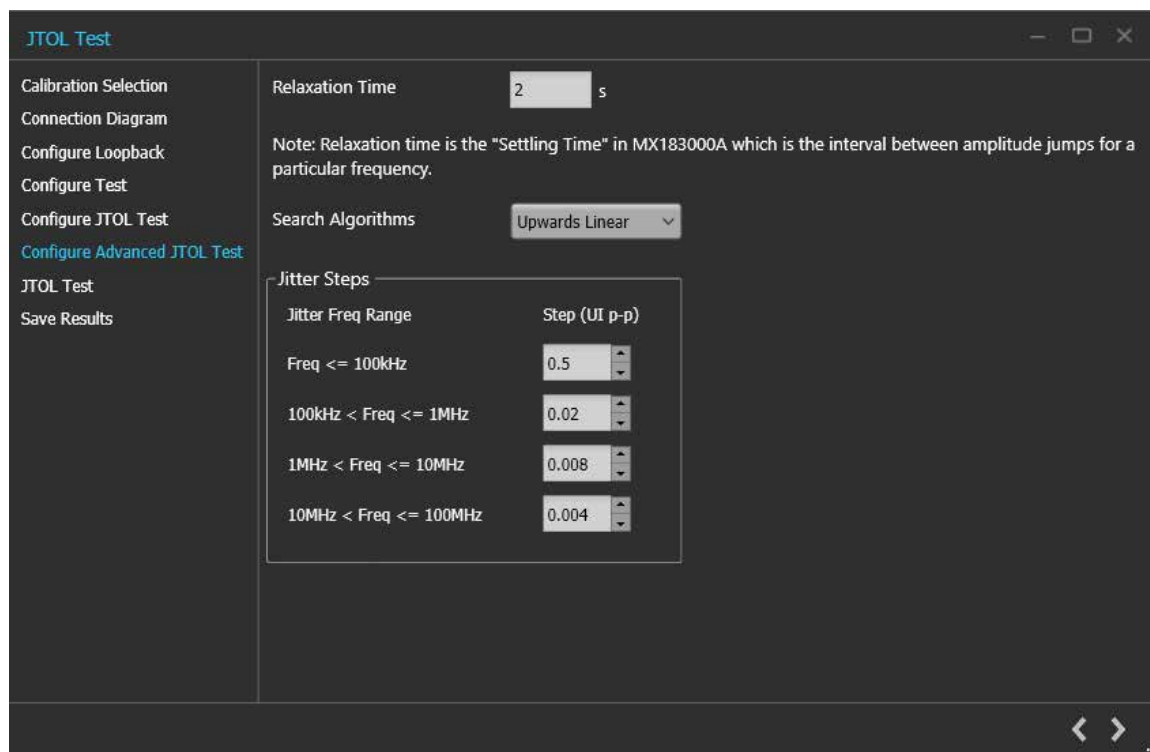 JTOL Test
Calibration Selection
Connection Diagram
Configure Loopback
Configure Test
Configure JTOL Test
Configure Advanced JTOL Test
JTOL Test
Save Results
Relaxation Time 2 s
Note: Relaxation time is the "Settling Time" in MX183000A which is the interval between amplitude jumps for a
particular frequency.
Search Algorithms Upwards Linear
Jitter Steps
Jitter Freq Range Step (UI p-p)
Freq <= 100kHz 0.5
100kHz < Freq <= 1MHz 0.02
1MHz < Freq <= 10MHz 0.008
10MHz < Freq <= 100MHz 0.004